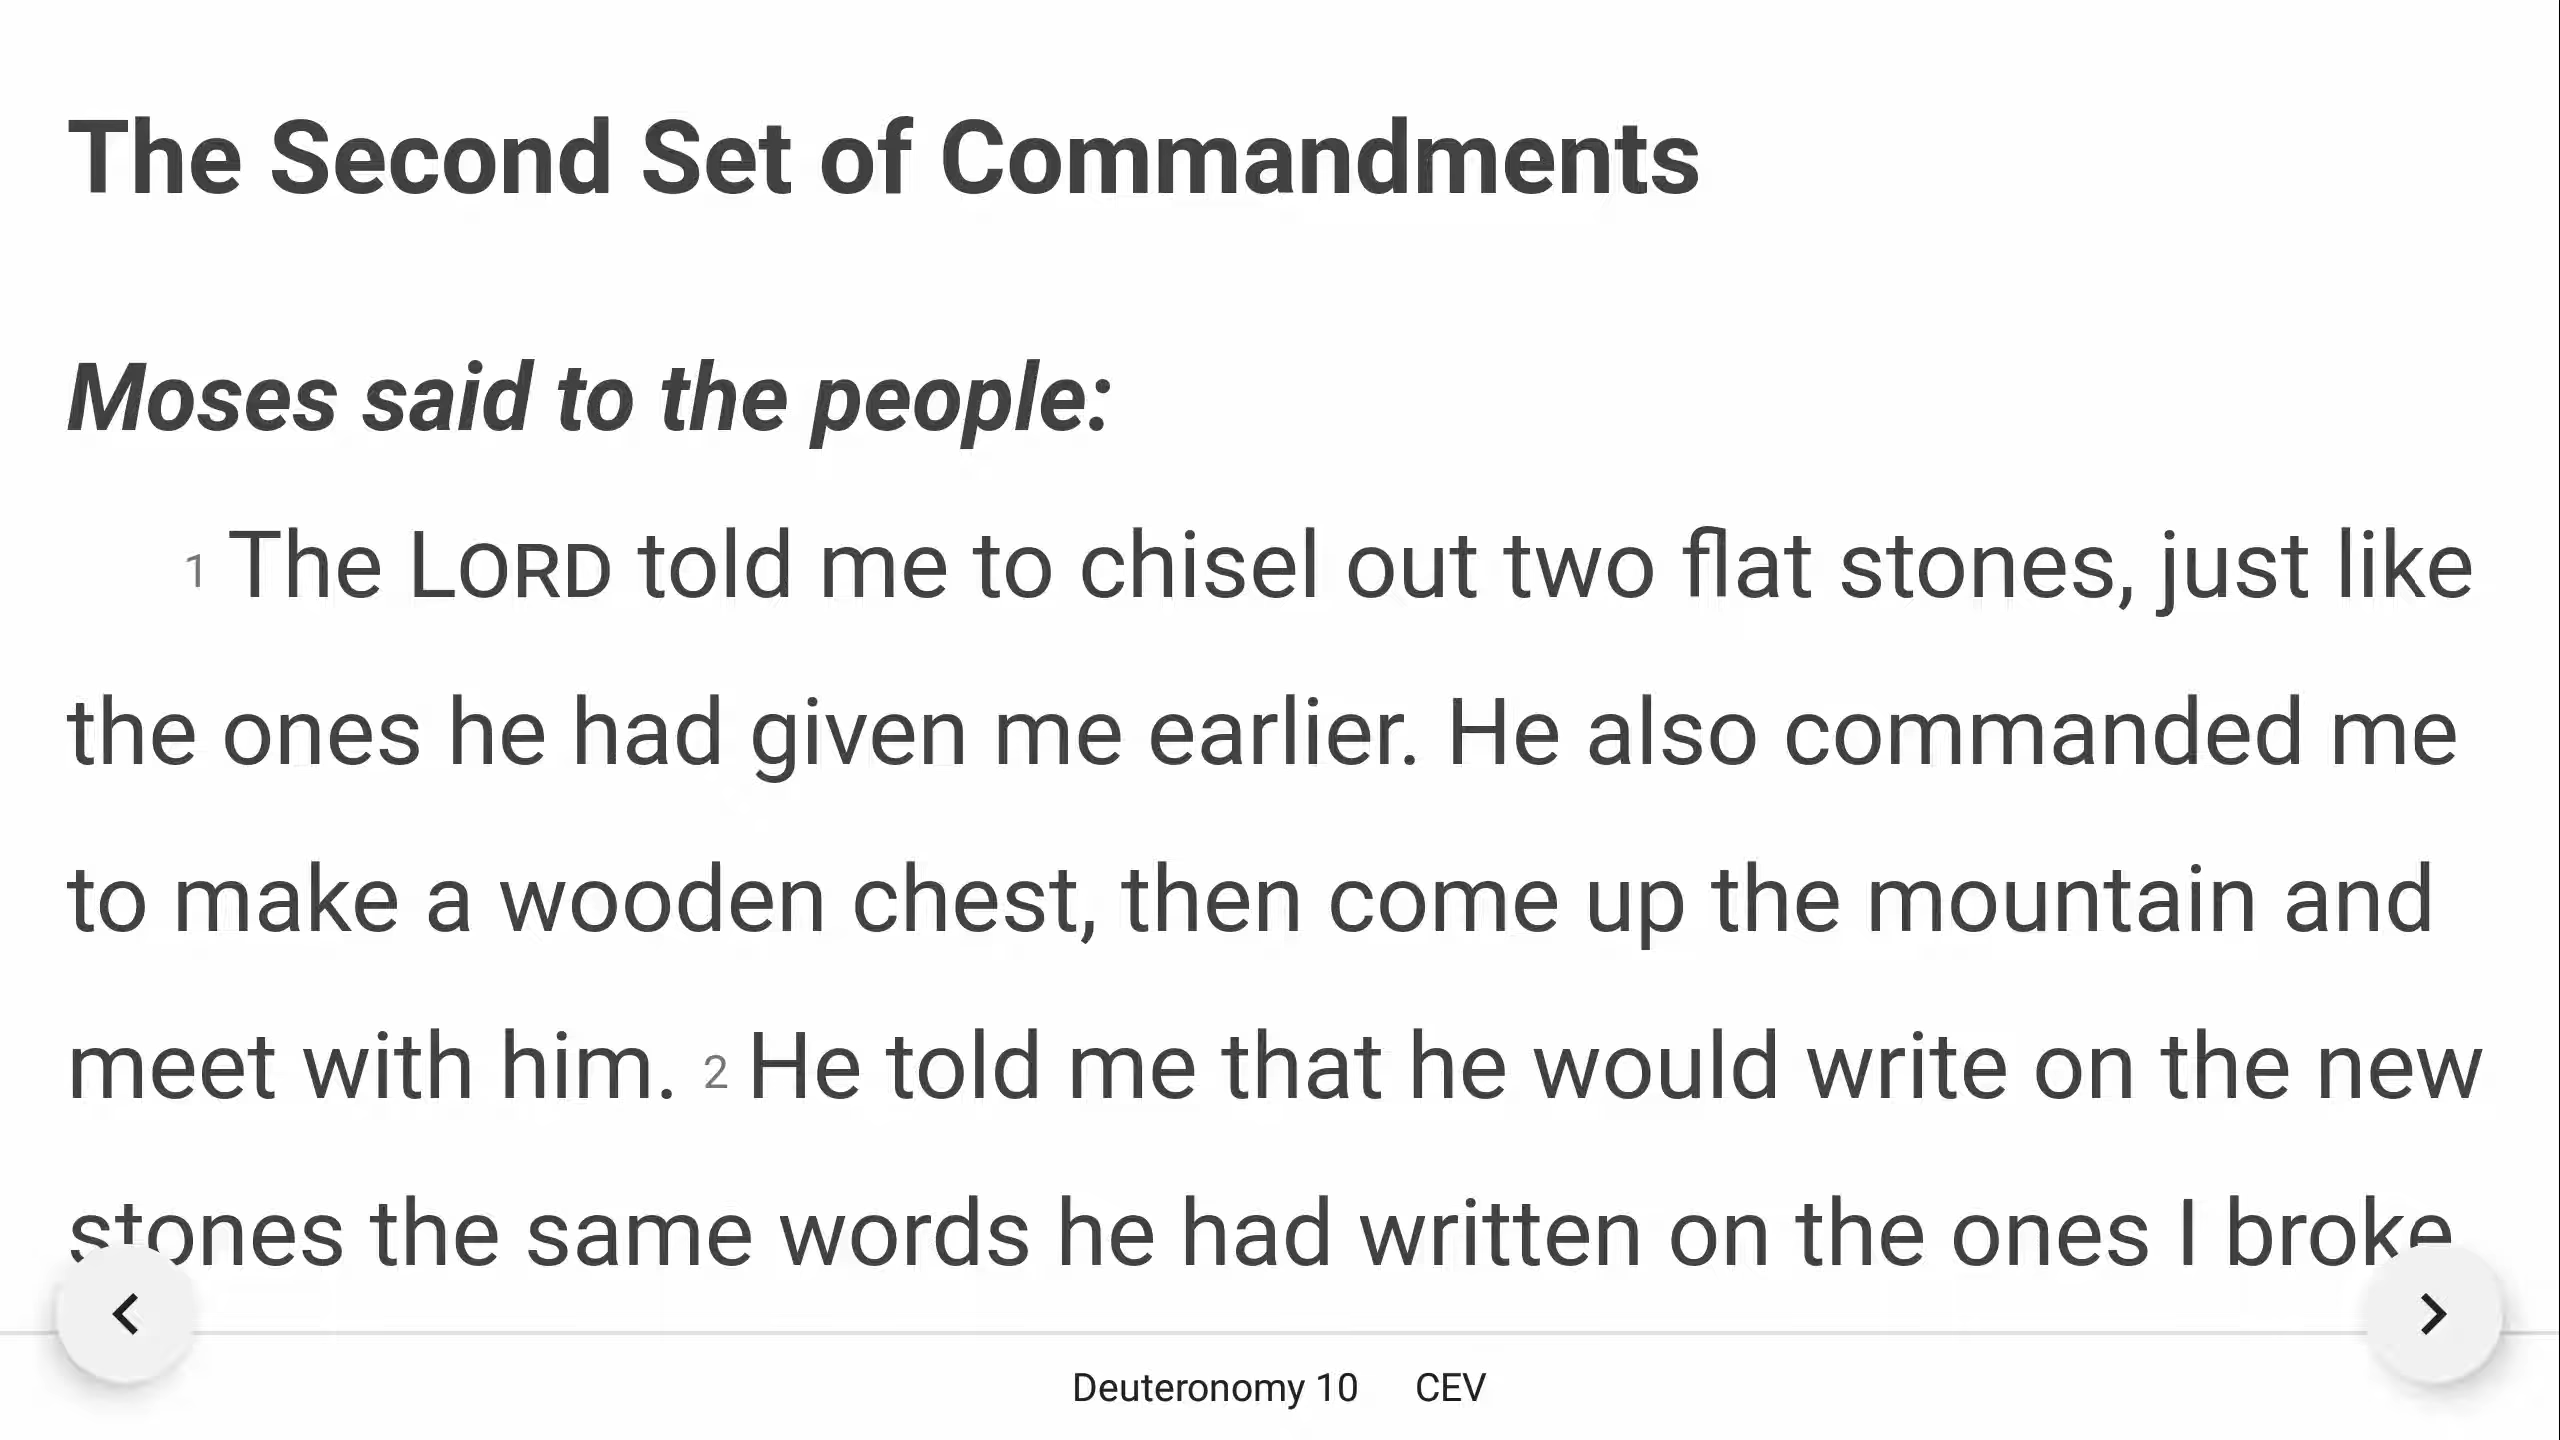 The Second Set of Commandments
Moses said to the people:
1 The LORD told me to chisel out two flat stones, just like
the ones he had given me earlier. He also commanded me
to make a wooden chest, then come up the mountain and
meet with him. 2 He told me that he would write on the new
stones the same words he had written on the ones I broke
Deuteronomy 10 CEV